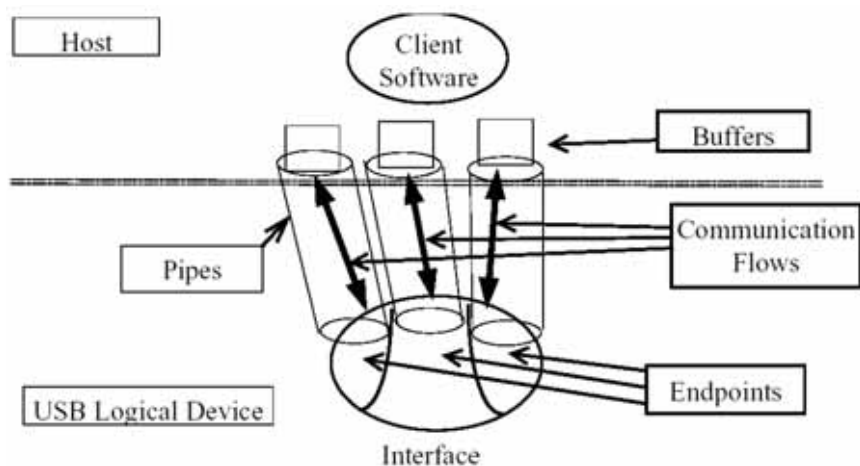 Host
Client
Software
Buffers
Communication
Flows
Pipes
Endpoints
USB Logical Device
Interface